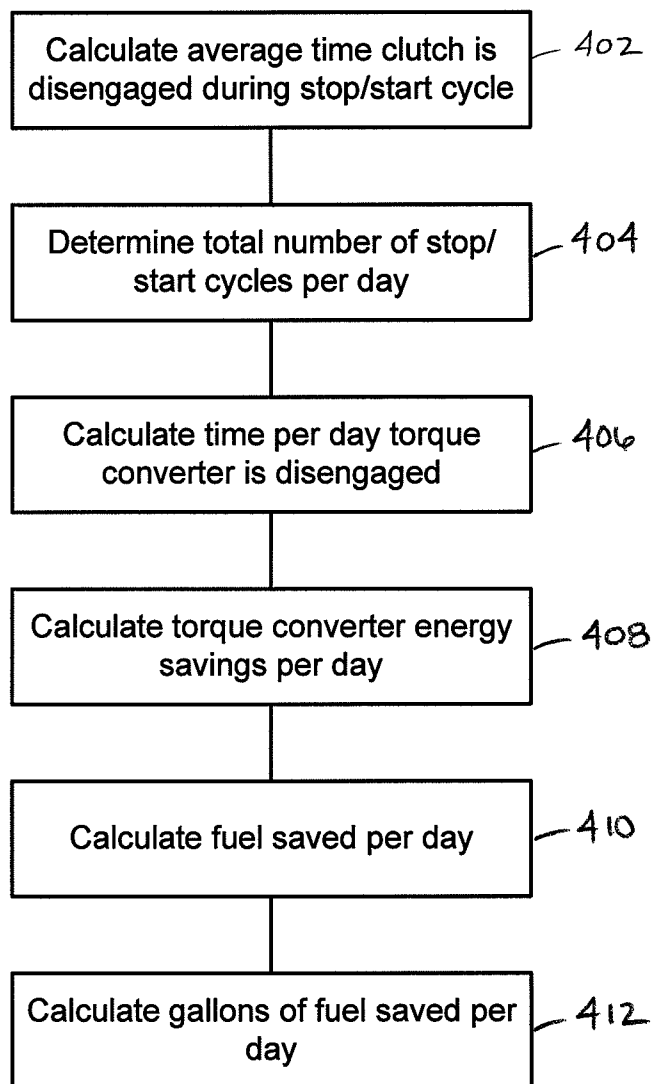 Calculate average time clutch is
disengaged during stop/start cycle
402
Determine total number of stop/
start cycles per day
404
Calculate time per day torque
converter is disengaged
406
Calculate torque converter energy
savings per day
408
Calculate fuel saved per day
410
Calculate gallons of fuel saved per
day
412